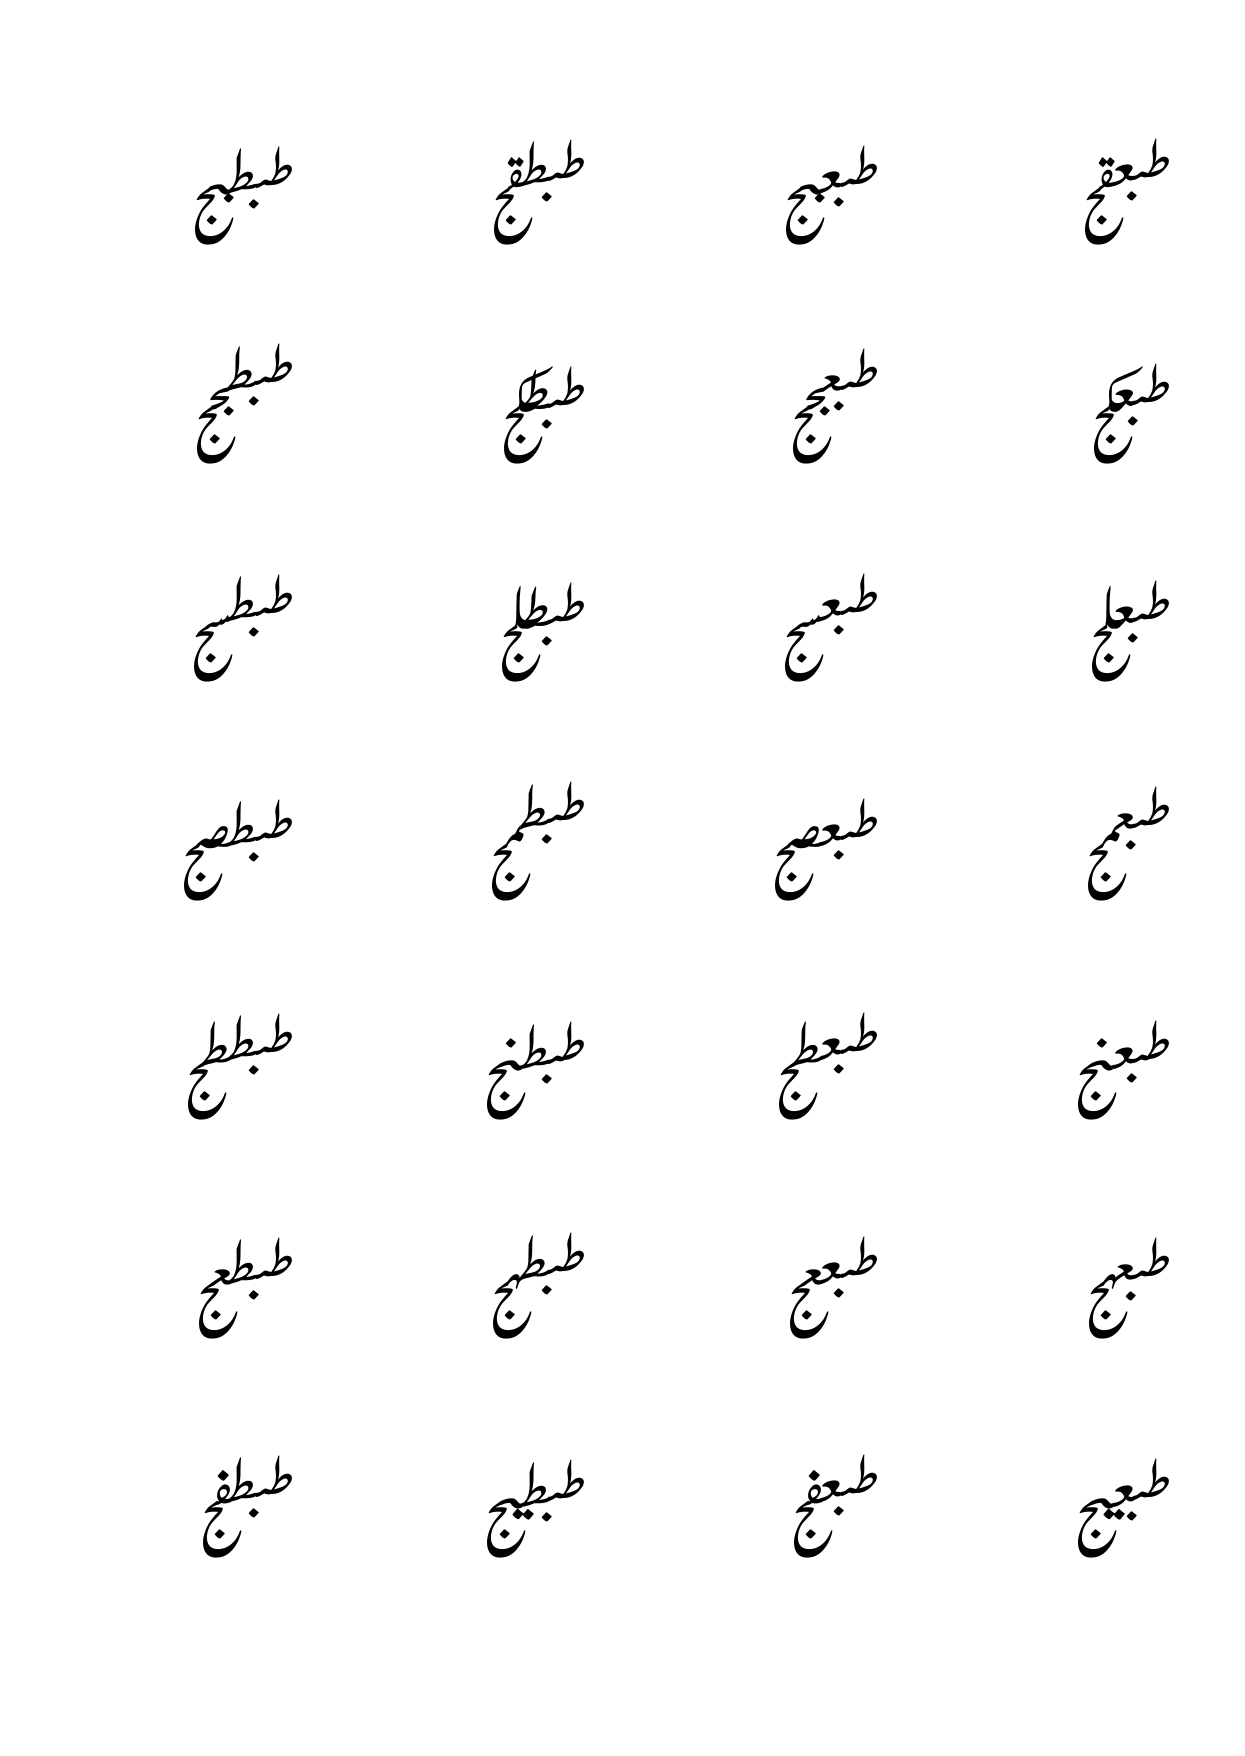 طبعقج طبعبج طبطقج طبطبج
طبعكج طبعجج طبطكج طبطجج
طبعلج طبعسج طبطلج طبطسج
طبعمج طبعصج طبطمج طبطصج
طبعنج طبعطج طبطنج طبططج
طبعهج طبععج طبطهج طبطعج
طبعيج طبعفج طبطيج طبطفج